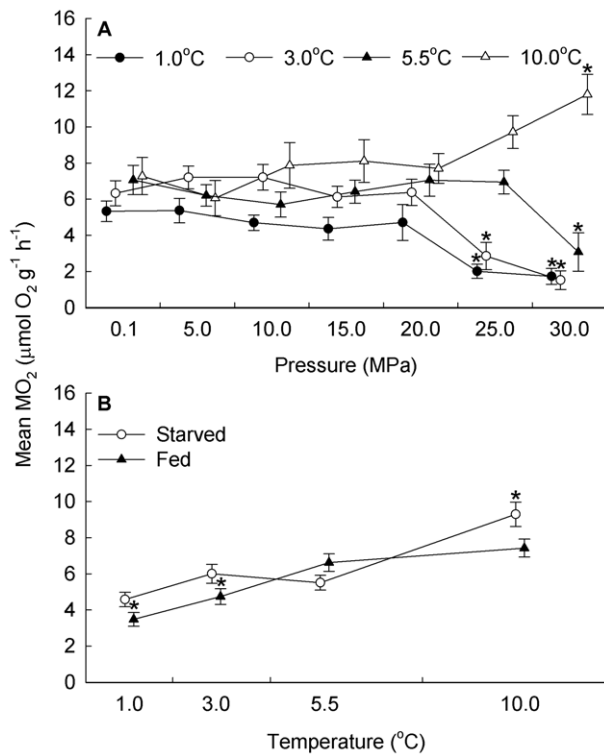 A
16
1.0°C 3.0°C 5.5°C 10.0°C
14
*
12
10
8
6
*
*
4
* * *
2
0
0.1 5.0 10.0 15.0 20.0 25.0 30.0
Pressure (MPa)
Mean MO₂ (μmol O₂ g⁻¹ h⁻¹)
B
16
Starved
14
Fed
12
10
*
8
6
*
*
4
2
0
1.0 3.0 5.5 10.0
Temperature (°C)